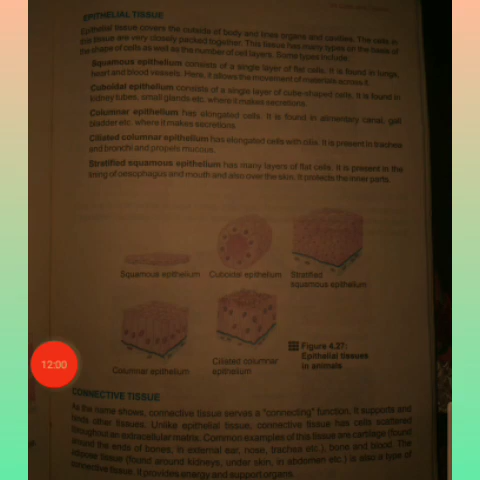 EPITHELIAL TISSUE
Epithelial tissue covers the outside of body and lines organs and cavities. The cells in
this tissue are very closely packed together. This tissue has many types on the basis of
the shape of cells as well as the number of cell layers. Some types include:
Squamous epithelium consists of a single layer of flat cells. It is found in lungs,
heart and blood vessels. Here, it allows the movement of materials across it.
Cuboidal epithelium consists of a single layer of cube-shaped cells. It is found in
kidney tubes, small glands etc. where it makes secretions.
Columnar epithelium has elongated cells. It is found in alimentary canal, gall
bladder etc. where it makes secretions.
Ciliated columnar epithelium has elongated cells with cilia. It is present in trachea
and bronchi and propels mucous.
Stratified squamous epithelium has many layers of flat cells. It is present in the
lining of oesophagus and mouth and also over the skin. It protects the inner parts.
Squamous epithelium Cuboidal epithelium Stratified
squamous epithelium
Columnar epithelium
Ciliated columnar
epithelium
Figure 4.27:
Epithelial tissues
in animals
12:00
CONNECTIVE TISSUE
As the name shows, connective tissue serves a "connecting" function. It supports and
binds other tissues. Unlike epithelial tissue, connective tissue has cells scattered
throughout an extracellular matrix. Common examples of this tissue are cartilage (found
around the ends of bones, in external ear, nose, trachea etc.), bone and blood. The
adipose tissue (found around kidneys, under skin, in abdomen etc.) is also a type of
connective tissue. It provides energy and support organs.